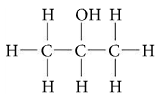 H OH H
H—C—C—C—H
H H H